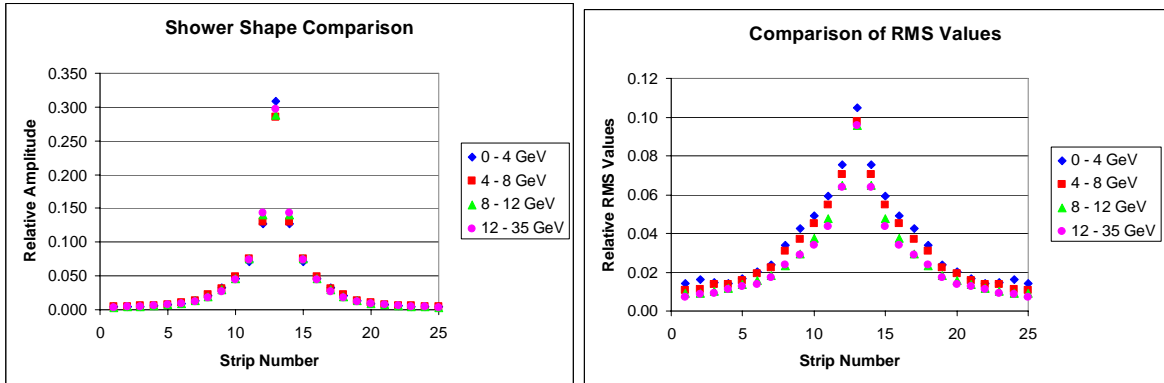 Shower Shape Comparison
Relative Amplitude
0.350
0.300
0.250
0.200
0.150
0.100
0.050
0.000
0 5 10 15 20 25
Strip Number
0 - 4 GeV
4 - 8 GeV
8 - 12 GeV
12 - 35 GeV
Comparison of RMS Values
Relative RMS Values
0.12
0.10
0.08
0.06
0.04
0.02
0.00
0 5 10 15 20 25
Strip Number
0 - 4 GeV
4 - 8 GeV
8 - 12 GeV
12 - 35 GeV